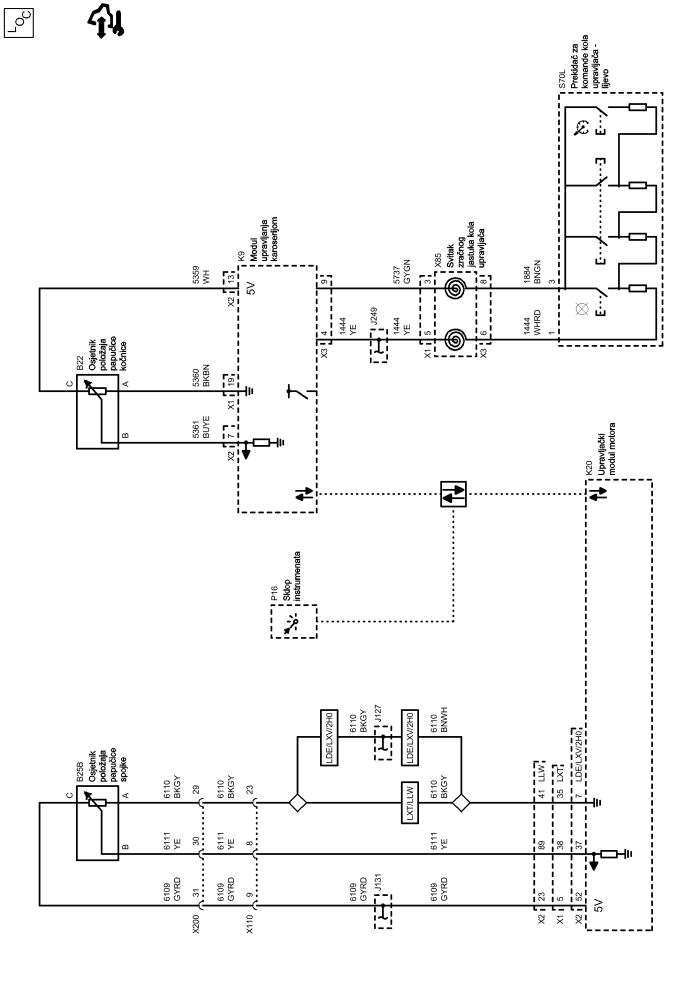 LOC
S70L
Prekidač za
komande kola
upravljača -
lijevo
B22
Osjetnik
položaja
papučice
kočnice
C
A
B
5359
WH
5360
BKBN
5361
BUYE
X2
13
X1
19
X2
7
K9
Modul
upravljanja
karoserijom
5V
4
9
X3
1444
YE
J249
1444
YE
5737
GYGN
X1
5
3
X85
Svitak
zračnog
jastuka kola
upravljača
X3
6
8
1444
WHRD
1884
BNGN
1
3
P16
Sklop
instrumenata
K20
Upravljački
modul motora
B25B
Osjetnik
položaja
papučice
spojke
C
A
B
6109
GYRD
6111
YE
6110
BKGY
X200
31
30
29
6109
GYRD
6111
YE
6110
BKGY
X110
9
8
23
6109
GYRD
J131
6109
GYRD
6111
YE
LDE/LXV/2H0
6110
BKGY
J127
LDE/LXV/2H0
6110
BNWH
LXT/LLW
6110
BKGY
X2
23
89
41
LLW
X1
5
38
35
LXT
X2
52
37
7
LDE/LXV/2H0
5V